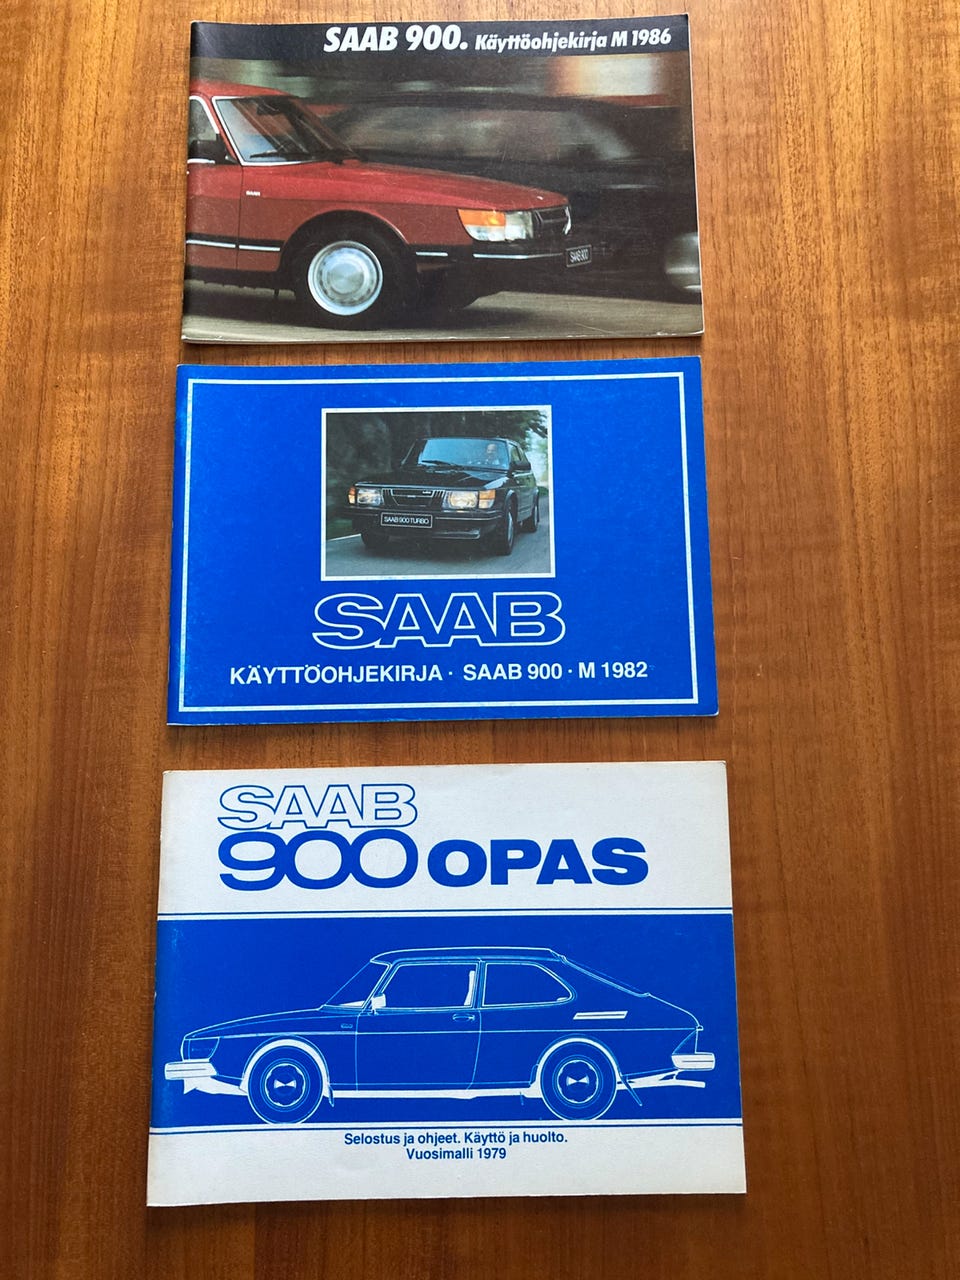 SAAB 900. Käyttöohjekirja M 1986
SAAB
SAAB 900
SAAB 900 TURBO
SAAB
KÄYTTÖOHJEKIRJA · SAAB 900 · M 1982
SAAB
900 OPAS
Selostus ja ohjeet. Käyttö ja huolto.
Vuosimalli 1979